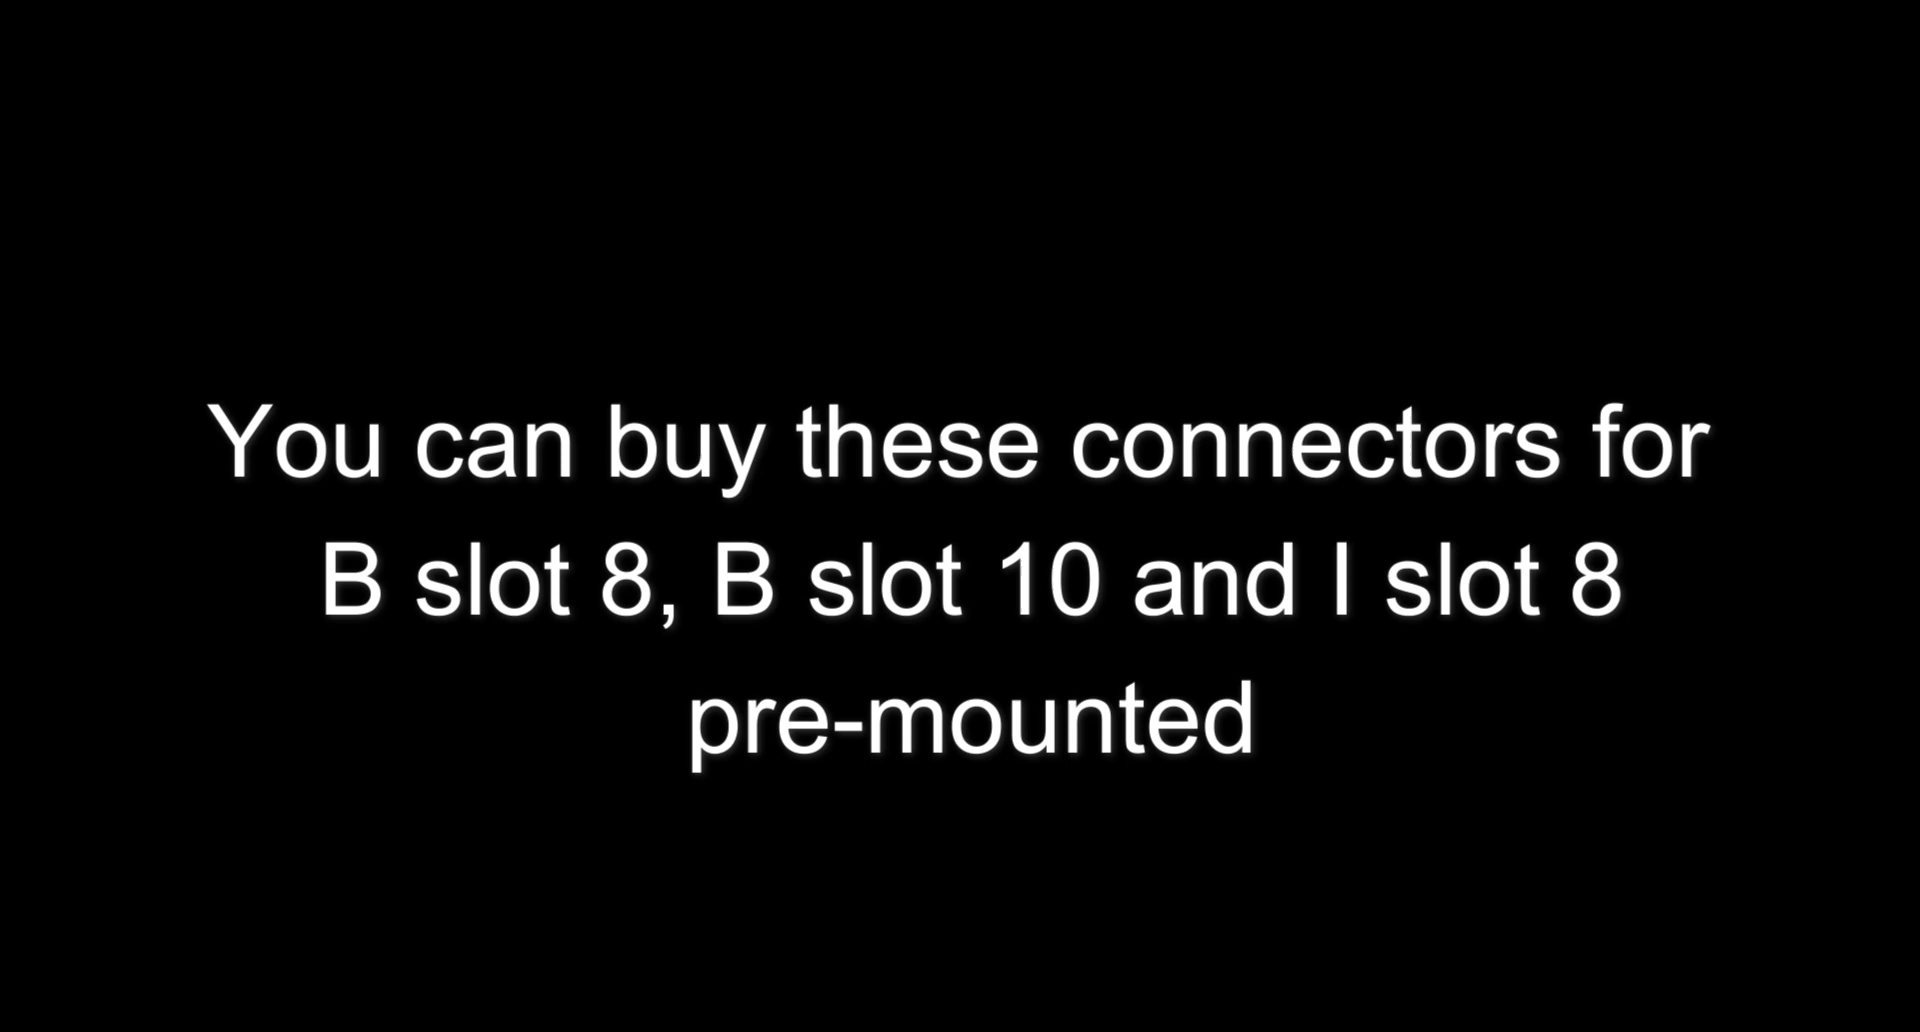 You can buy these connectors for
B slot 8, B slot 10 and I slot 8
pre-mounted